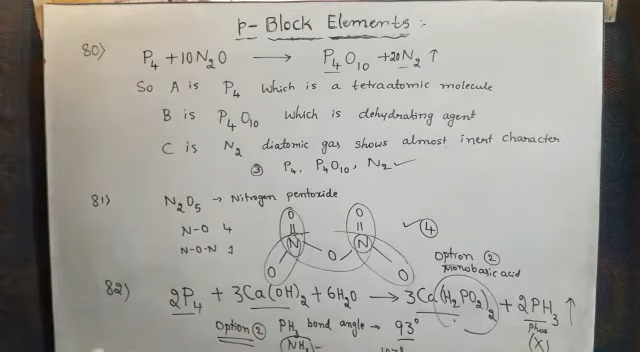 p-Block Elements :-
80) P₄ + 10N₂O → P₄O₁₀ + 20N₂ ↑
So A is P₄ which is a tetraatomic molecule
B is P₄O₁₀ which is dehydrating agent
C is N₂ diatomic gas shows almost inert character
③ P₄, P₄O₁₀, N₂ ✓
81) N₂O₅ → Nitrogen pentoxide
N-O 4 ✓ ④
N-O-N 1
O O
N N
O O O
Option ②
Monobasic acid
82) 2P₄ + 3Ca(OH)₂ + 6H₂O → 3Ca(H₂PO₂)₂ + 2PH₃ ↑
Option ② PH₃ bond angle → 93°
(X)
(NH₃)